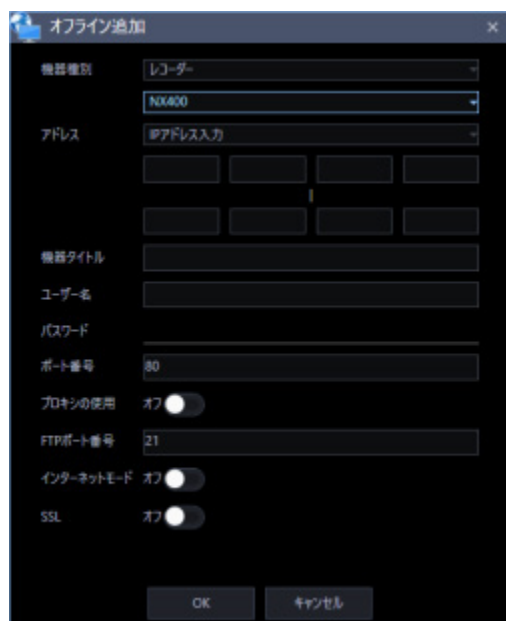 オフライン追加
機器種別 レコーダー
NX400
アドレス IPアドレス入力
機器タイトル
ユーザー名
パスワード
ポート番号 80
プロキシの使用 オフ
FTPポート番号 21
インターネットモード オフ
SSL オフ
OK キャンセル